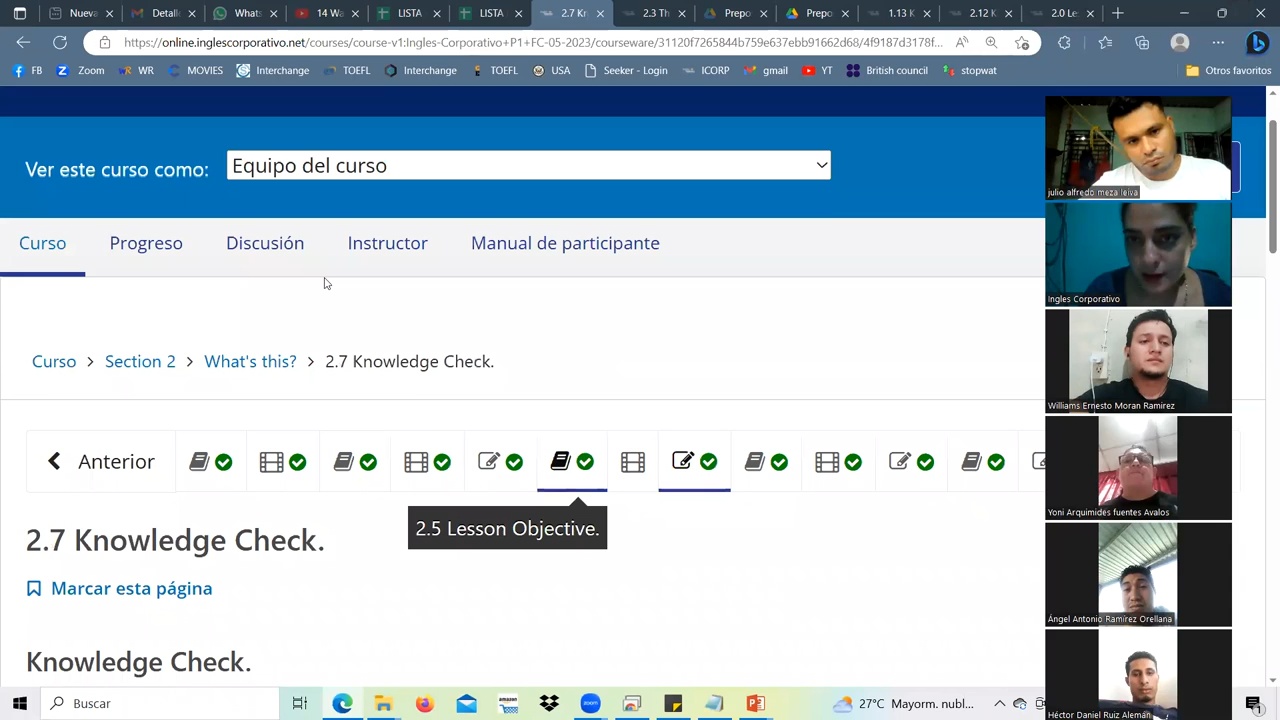 Nueva
Detalle
Whats
14 Wa
LISTA
LISTA
2.7 Kr
2.3 Th
Prepo
Prepo
1.13 K
2.12 K
2.0 Le
https://online.inglescorporativo.net/courses/course-v1:Ingles-Corporativo+P1+FC-05-2023/courseware/31120f7265844b759e637ebb91662d68/4f9187d3178f...
FB
Zoom
WR
MOVIES
Interchange
TOEFL
Interchange
TOEFL
USA
Seeker - Login
ICORP
gmail
YT
British council
stopwat
Otros favoritos
Ver este curso como:
Equipo del curso
Curso
Progreso
Discusión
Instructor
Manual de participante
Curso > Section 2 > What's this? > 2.7 Knowledge Check.
Anterior
2.5 Lesson Objective.
2.7 Knowledge Check.
Marcar esta página
Knowledge Check.
julio alfredo meza leiva
Ingles Corporativo
Williams Ernesto Moran Ramirez
Yoni Arquimides fuentes Avalos
Ángel Antonio Ramírez Orellana
Héctor Daniel Ruiz Alemán
Buscar
amazon
27°C Mayorm. nubl...
1